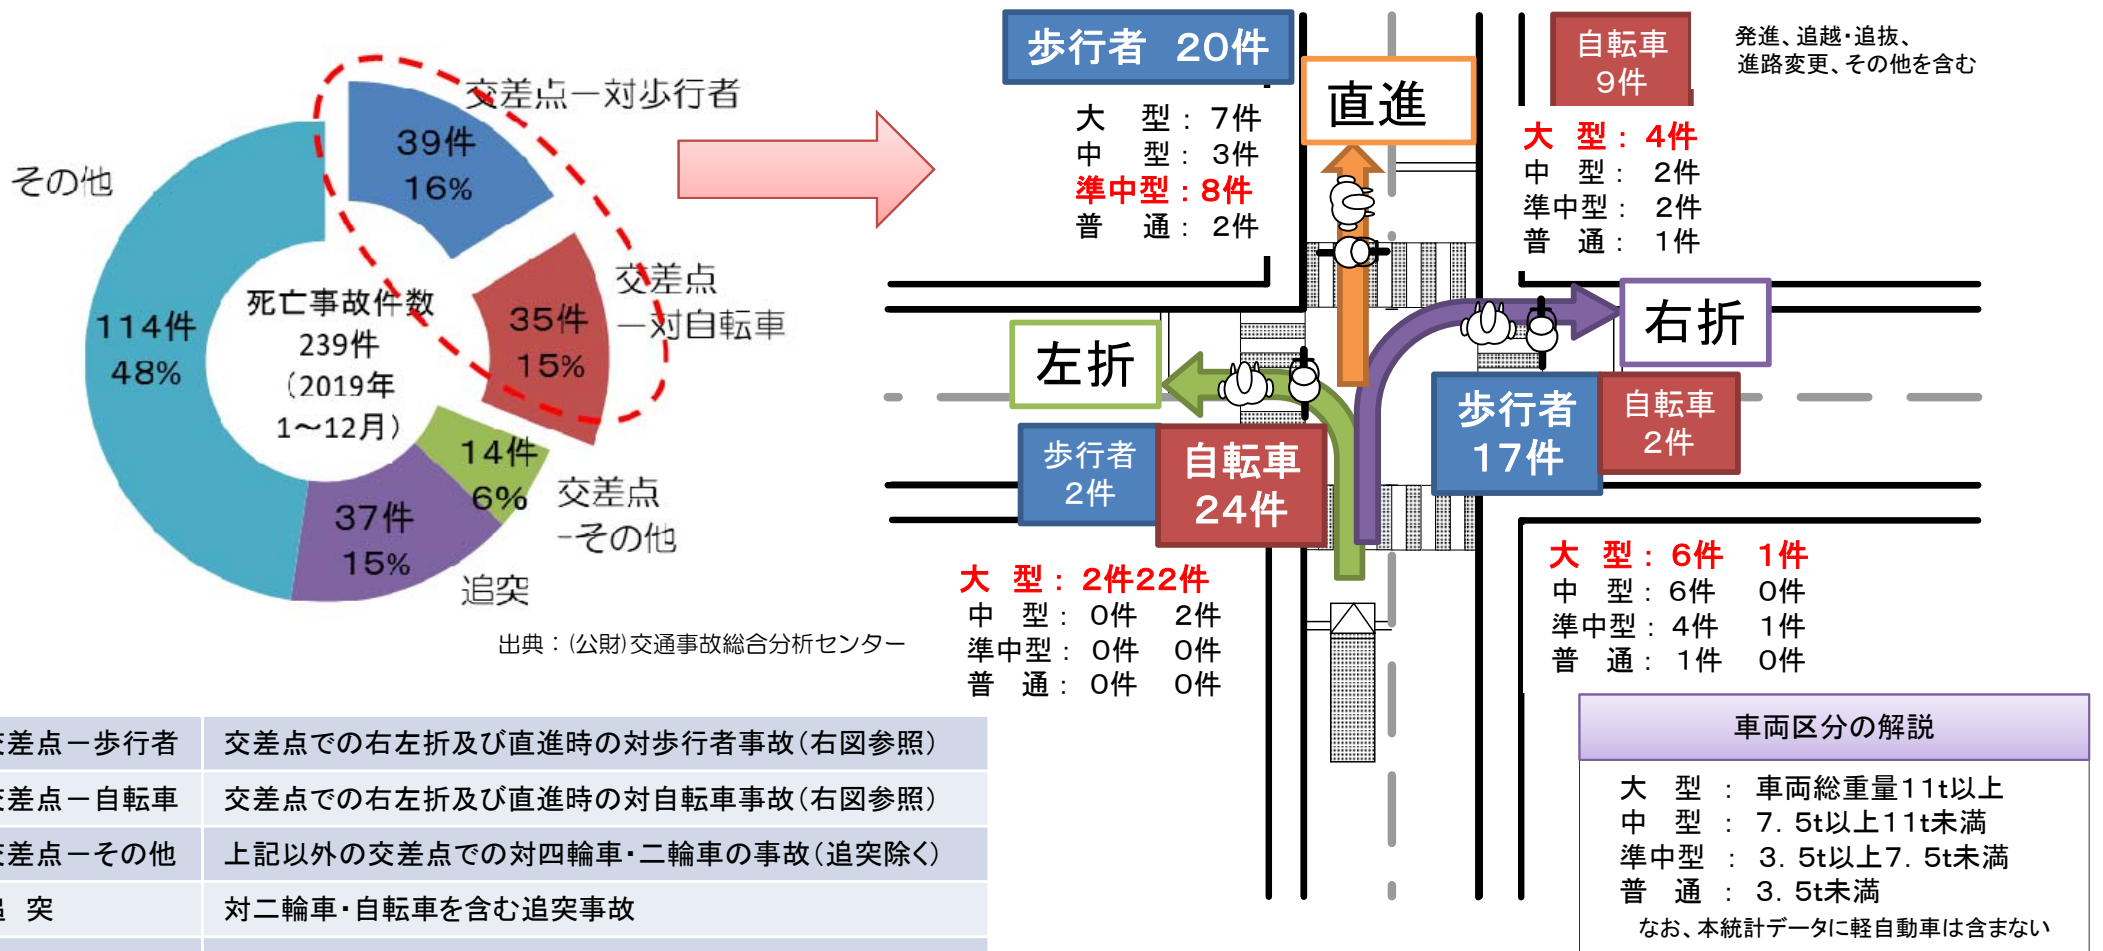 交差点－対歩行者
39件
16%
交差点
－対自転車
35件
15%
その他
114件
48%
死亡事故件数
239件
（2019年
1～12月）
14件
6%
交差点
-その他
37件
15%
追突
出典：(公財)交通事故総合分析センター
歩行者　20件
大　型：7件
中　型：3件
準中型：8件
普　通：2件
直進
自転車
9件
発進、追越・追抜、
進路変更、その他を含む
大　型：4件
中　型：2件
準中型：2件
普　通：1件
左折
歩行者
2件
自転車
24件
大　型：2件22件
中　型：0件　2件
準中型：0件　0件
普　通：0件　0件
右折
歩行者
17件
自転車
2件
大　型：6件　1件
中　型：6件　0件
準中型：4件　1件
普　通：1件　0件
差点－歩行者　交差点での右左折及び直進時の対歩行者事故（右図参照）
差点－自転車　交差点での右左折及び直進時の対自転車事故（右図参照）
差点－その他　上記以外の交差点での対四輪車・二輪車の事故（追突除く）
突　対二輪車・自転車を含む追突事故
車両区分の解説
大　型　：　車両総重量11t以上
中　型　：　7．5t以上11t未満
準中型　：　3．5t以上7．5t未満
普　通　：　3．5t未満
なお、本統計データに軽自動車は含まない